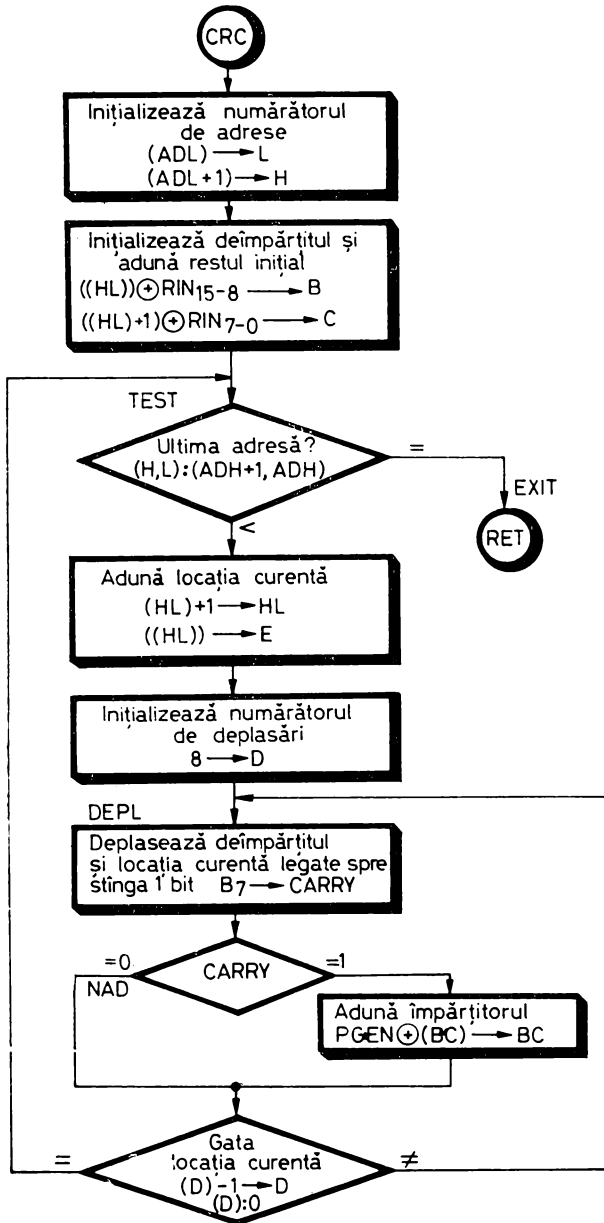 CRC
Inițializează numărătorul
de adrese
(ADL) → L
(ADL+1) → H
Inițializează deîmpărțitul și
adună restul inițial
((HL))⊕RIN15-8 → B
((HL)+1)⊕RIN7-0 → C
TEST
Ultima adresă?
(H,L):(ADH+1, ADH)
=
EXIT
RET
<
Adună locația curentă
(HL)+1 → HL
((HL)) → E
Inițializează numărătorul
de deplasări
8 → D
DEPL
Deplasează deîmpărțitul
și locația curentă legate spre
stînga 1 bit B7 → CARRY
=0
CARRY
=1
NAD
Adună împărțitorul
PGEN⊕(BC) → BC
Gata
locația curentă
(D)-1 → D
(D):0
=
≠